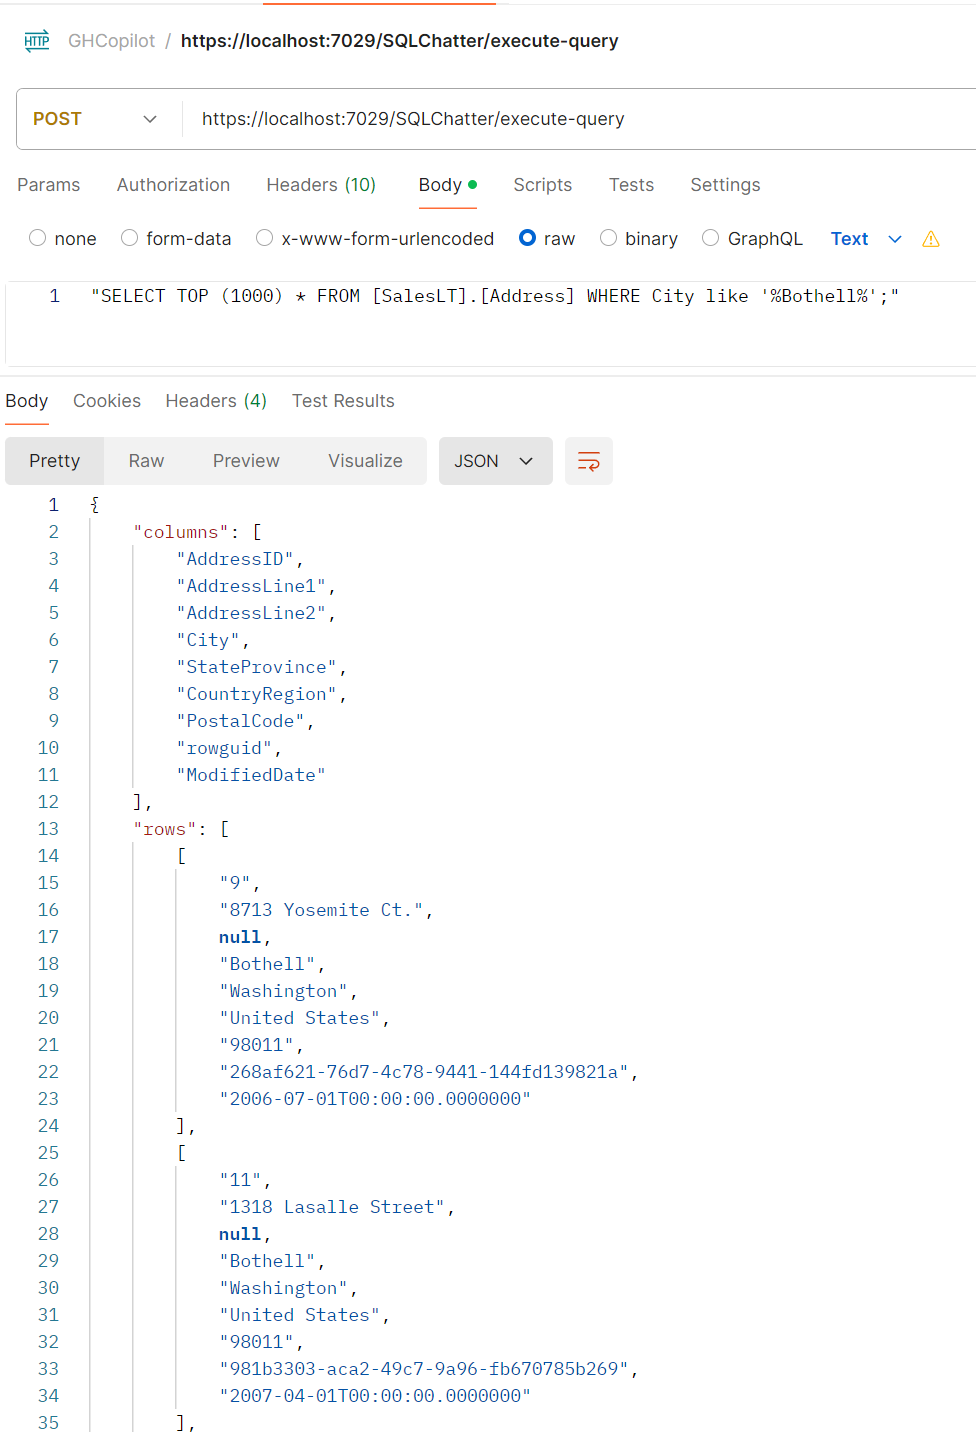 HTTP GHCopilot / https://localhost:7029/SQLChatter/execute-query
POST https://localhost:7029/SQLChatter/execute-query
Params Authorization Headers (10) Body Scripts Tests Settings
none form-data x-www-form-urlencoded raw binary GraphQL Text
1 "SELECT TOP (1000) * FROM [SalesLT].[Address] WHERE City like '%Bothell%';"
Body Cookies Headers (4) Test Results
Pretty Raw Preview Visualize JSON
1 {
2 "columns": [
3 "AddressID",
4 "AddressLine1",
5 "AddressLine2",
6 "City",
7 "StateProvince",
8 "CountryRegion",
9 "PostalCode",
10 "rowguid",
11 "ModifiedDate"
12 ],
13 "rows": [
14 [
15 "9",
16 "8713 Yosemite Ct.",
17 null,
18 "Bothell",
19 "Washington",
20 "United States",
21 "98011",
22 "268af621-76d7-4c78-9441-144fd139821a",
23 "2006-07-01T00:00:00.0000000"
24 ],
25 [
26 "11",
27 "1318 Lasalle Street",
28 null,
29 "Bothell",
30 "Washington",
31 "United States",
32 "98011",
33 "981b3303-aca2-49c7-9a96-fb670785b269",
34 "2007-04-01T00:00:00.0000000"
35 ],